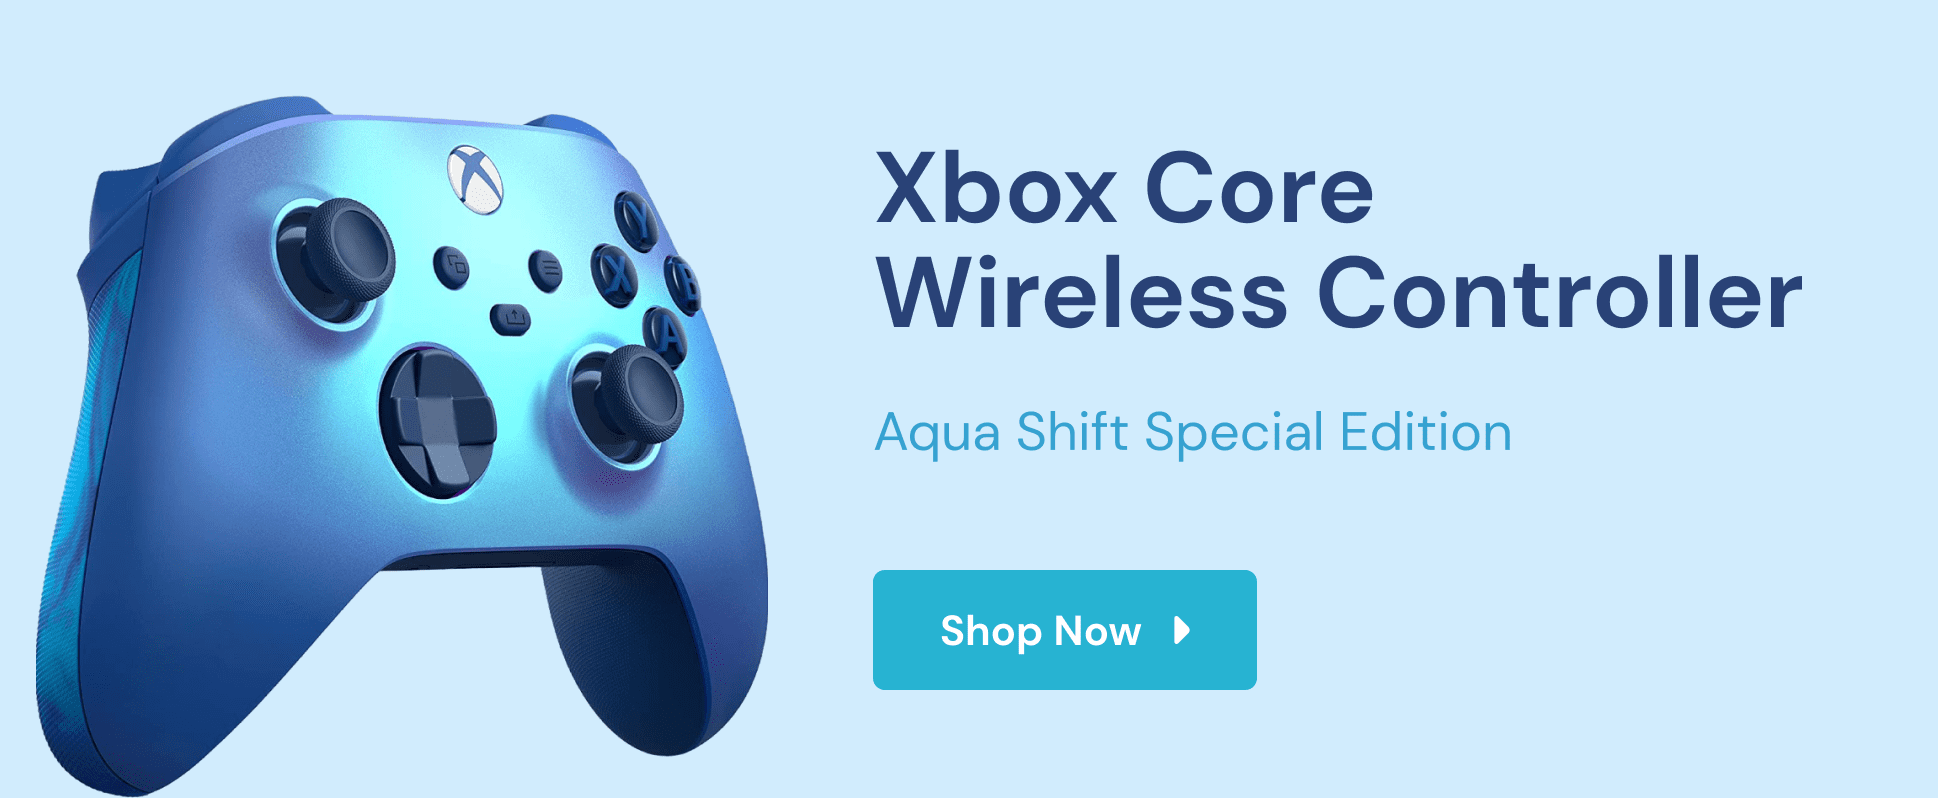 Xbox Core
Wireless Controller
Aqua Shift Special Edition
Shop Now
Y
X
B
A